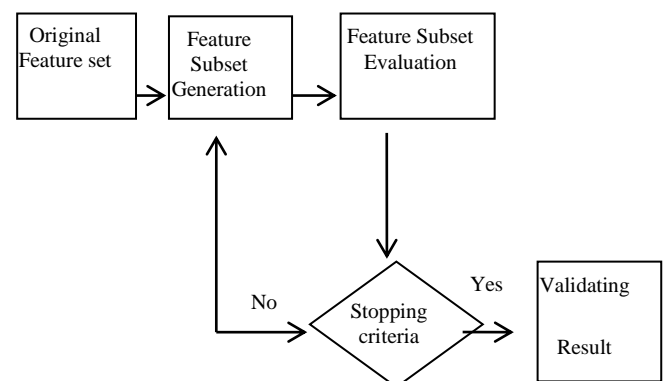 Original
Feature set
Feature
Subset
Generation
Feature Subset
Evaluation
No
Stopping
criteria
Yes
Validating
Result